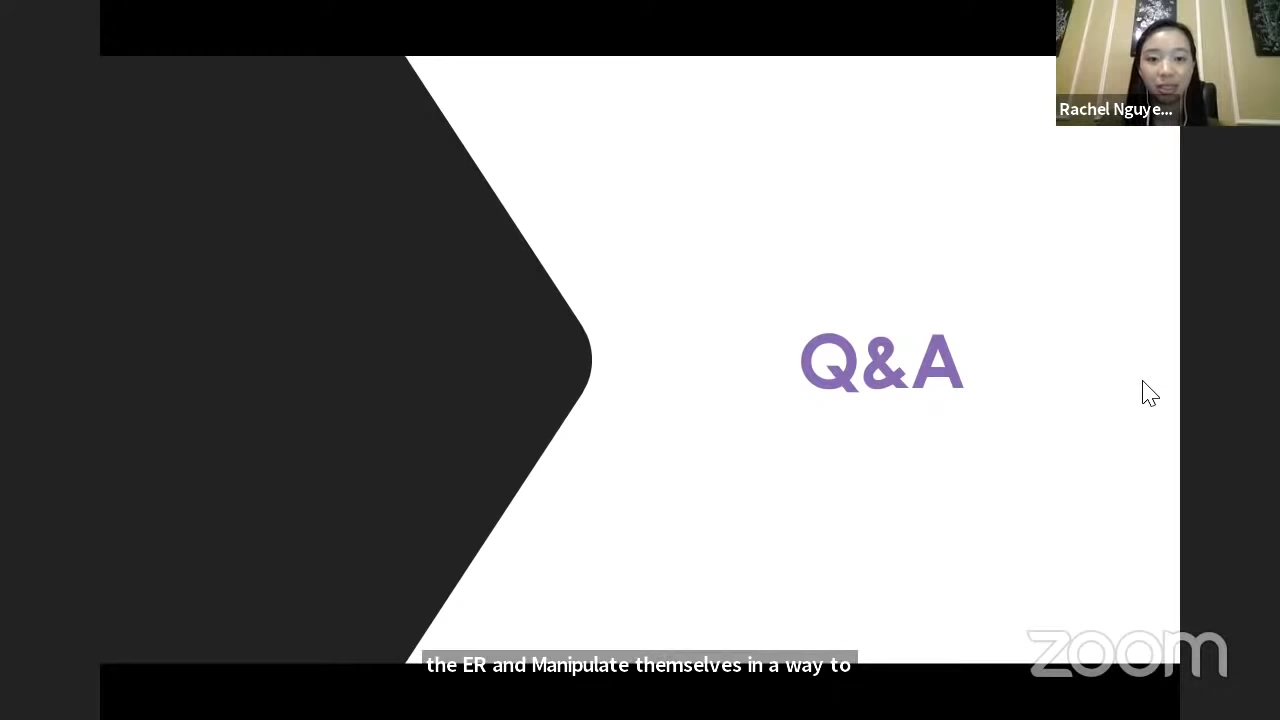 Rachel Nguye...
Q&A
the ER and Manipulate themselves in a way to
zoom